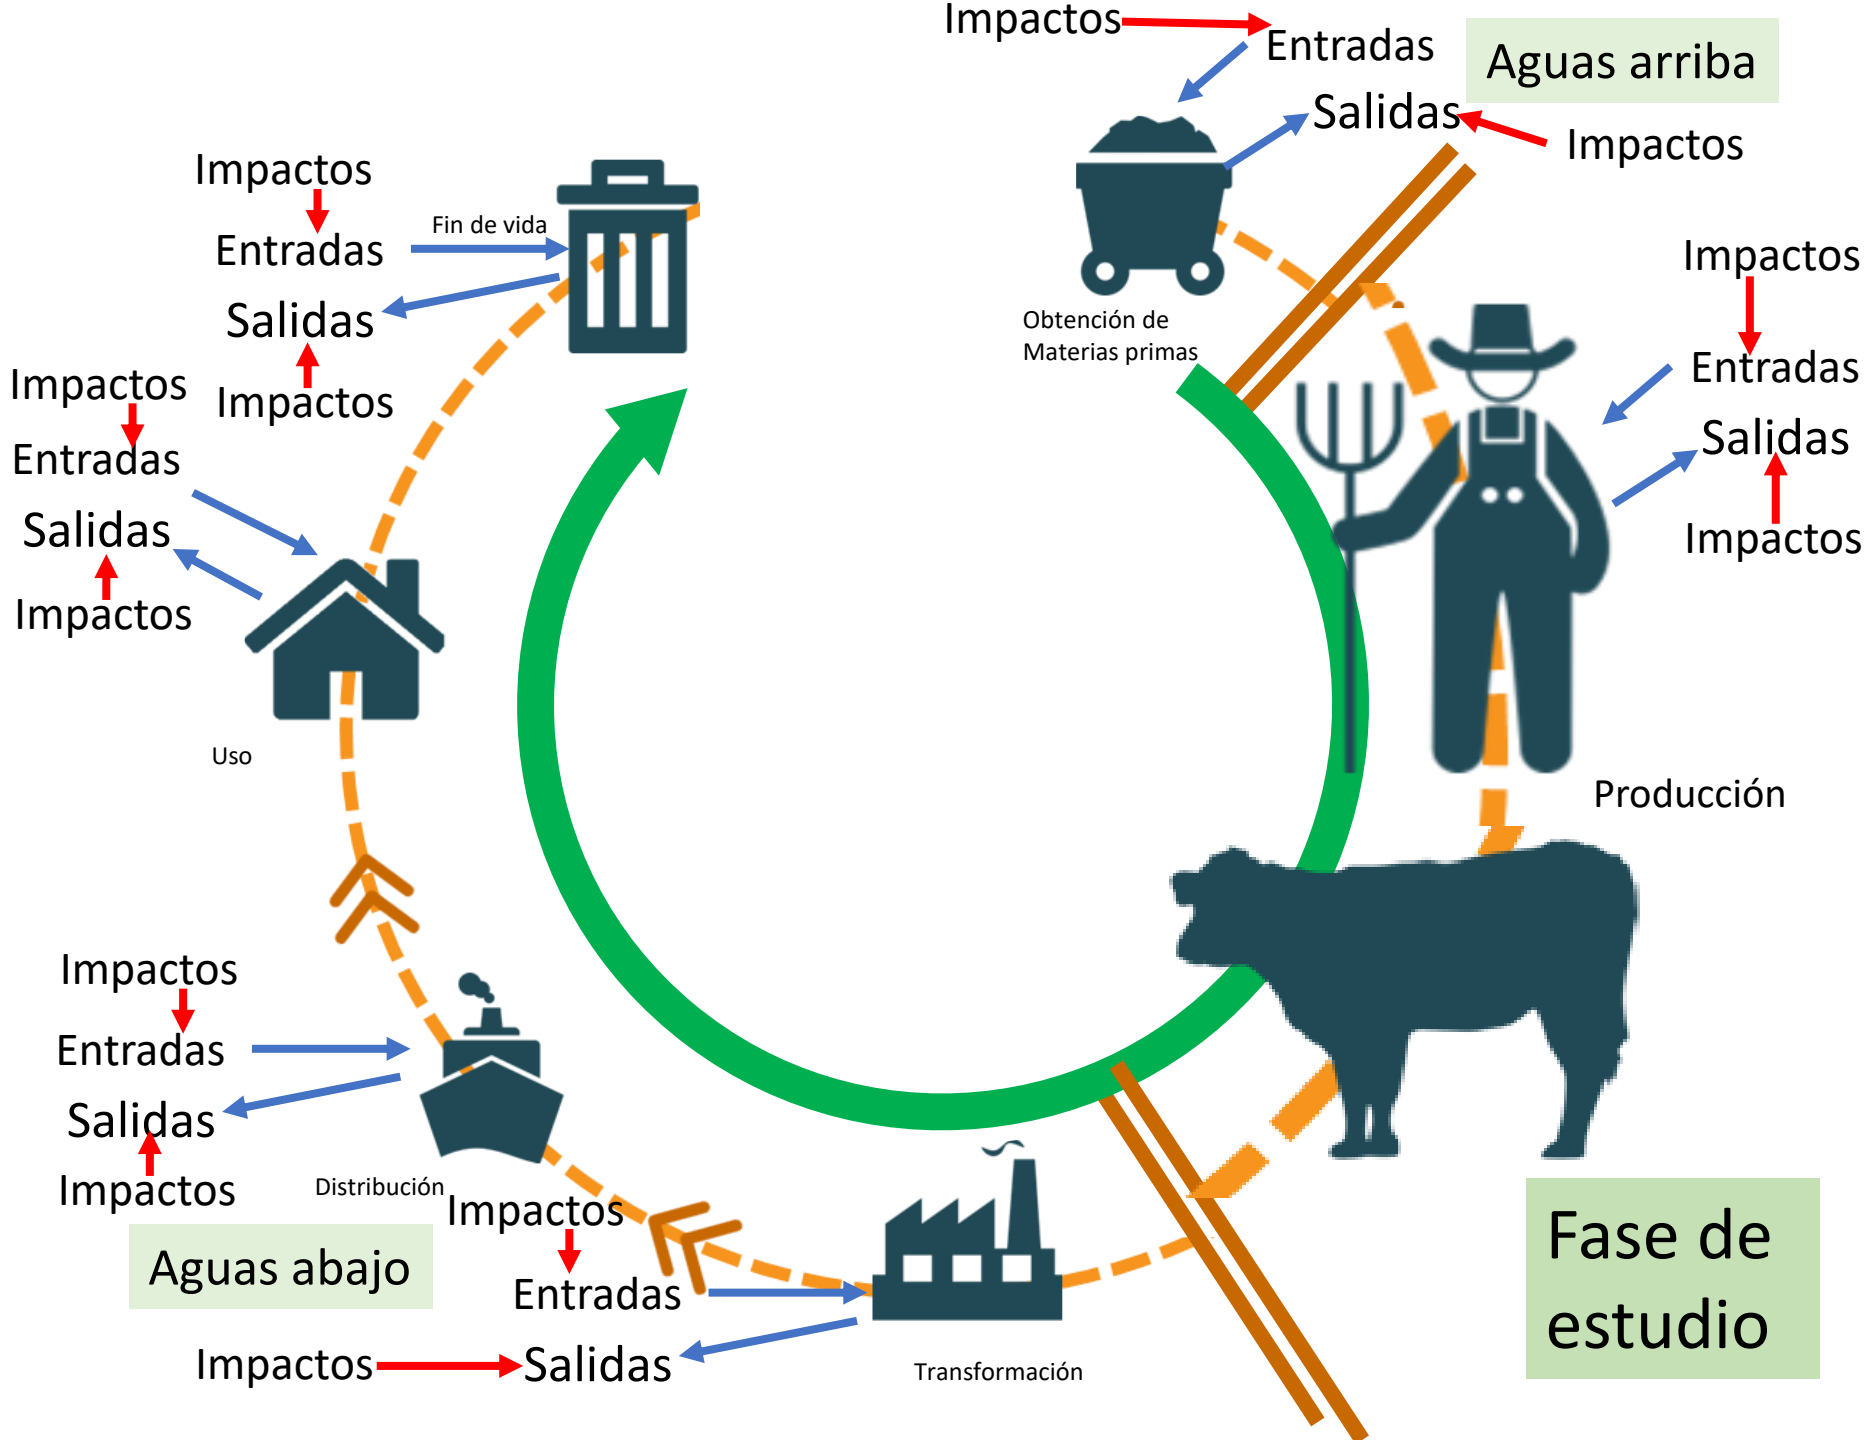 Impactos
Entradas
Aguas arriba
Salidas
Impactos
Obtención de
Materias primas
Impactos
Entradas
Salidas
Impactos
Producción
Fase de
estudio
Impactos
Entradas
Salidas
Impactos
Transformación
Impactos
Entradas
Salidas
Impactos
Distribución
Aguas abajo
Impactos
Entradas
Salidas
Impactos
Uso
Impactos
Fin de vida
Entradas
Salidas
Impactos